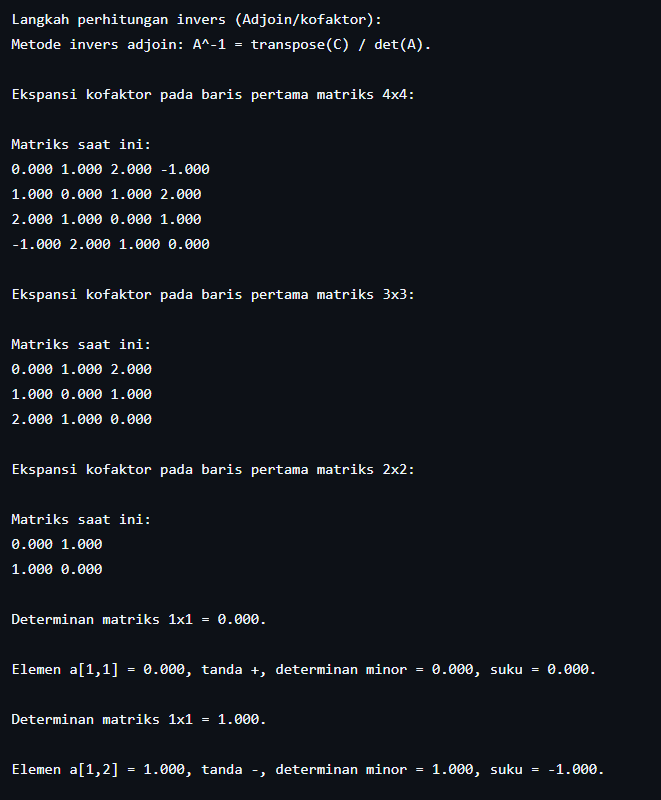 Langkah perhitungan invers (Adjoin/kofaktor):
Metode invers adjoin: A^-1 = transpose(C) / det(A).
Ekspansi kofaktor pada baris pertama matriks 4x4:
Matriks saat ini:
0.000 1.000 2.000 -1.000
1.000 0.000 1.000 2.000
2.000 1.000 0.000 1.000
-1.000 2.000 1.000 0.000
Ekspansi kofaktor pada baris pertama matriks 3x3:
Matriks saat ini:
0.000 1.000 2.000
1.000 0.000 1.000
2.000 1.000 0.000
Ekspansi kofaktor pada baris pertama matriks 2x2:
Matriks saat ini:
0.000 1.000
1.000 0.000
Determinan matriks 1x1 = 0.000.
Elemen a[1,1] = 0.000, tanda +, determinan minor = 0.000, suku = 0.000.
Determinan matriks 1x1 = 1.000.
Elemen a[1,2] = 1.000, tanda -, determinan minor = 1.000, suku = -1.000.